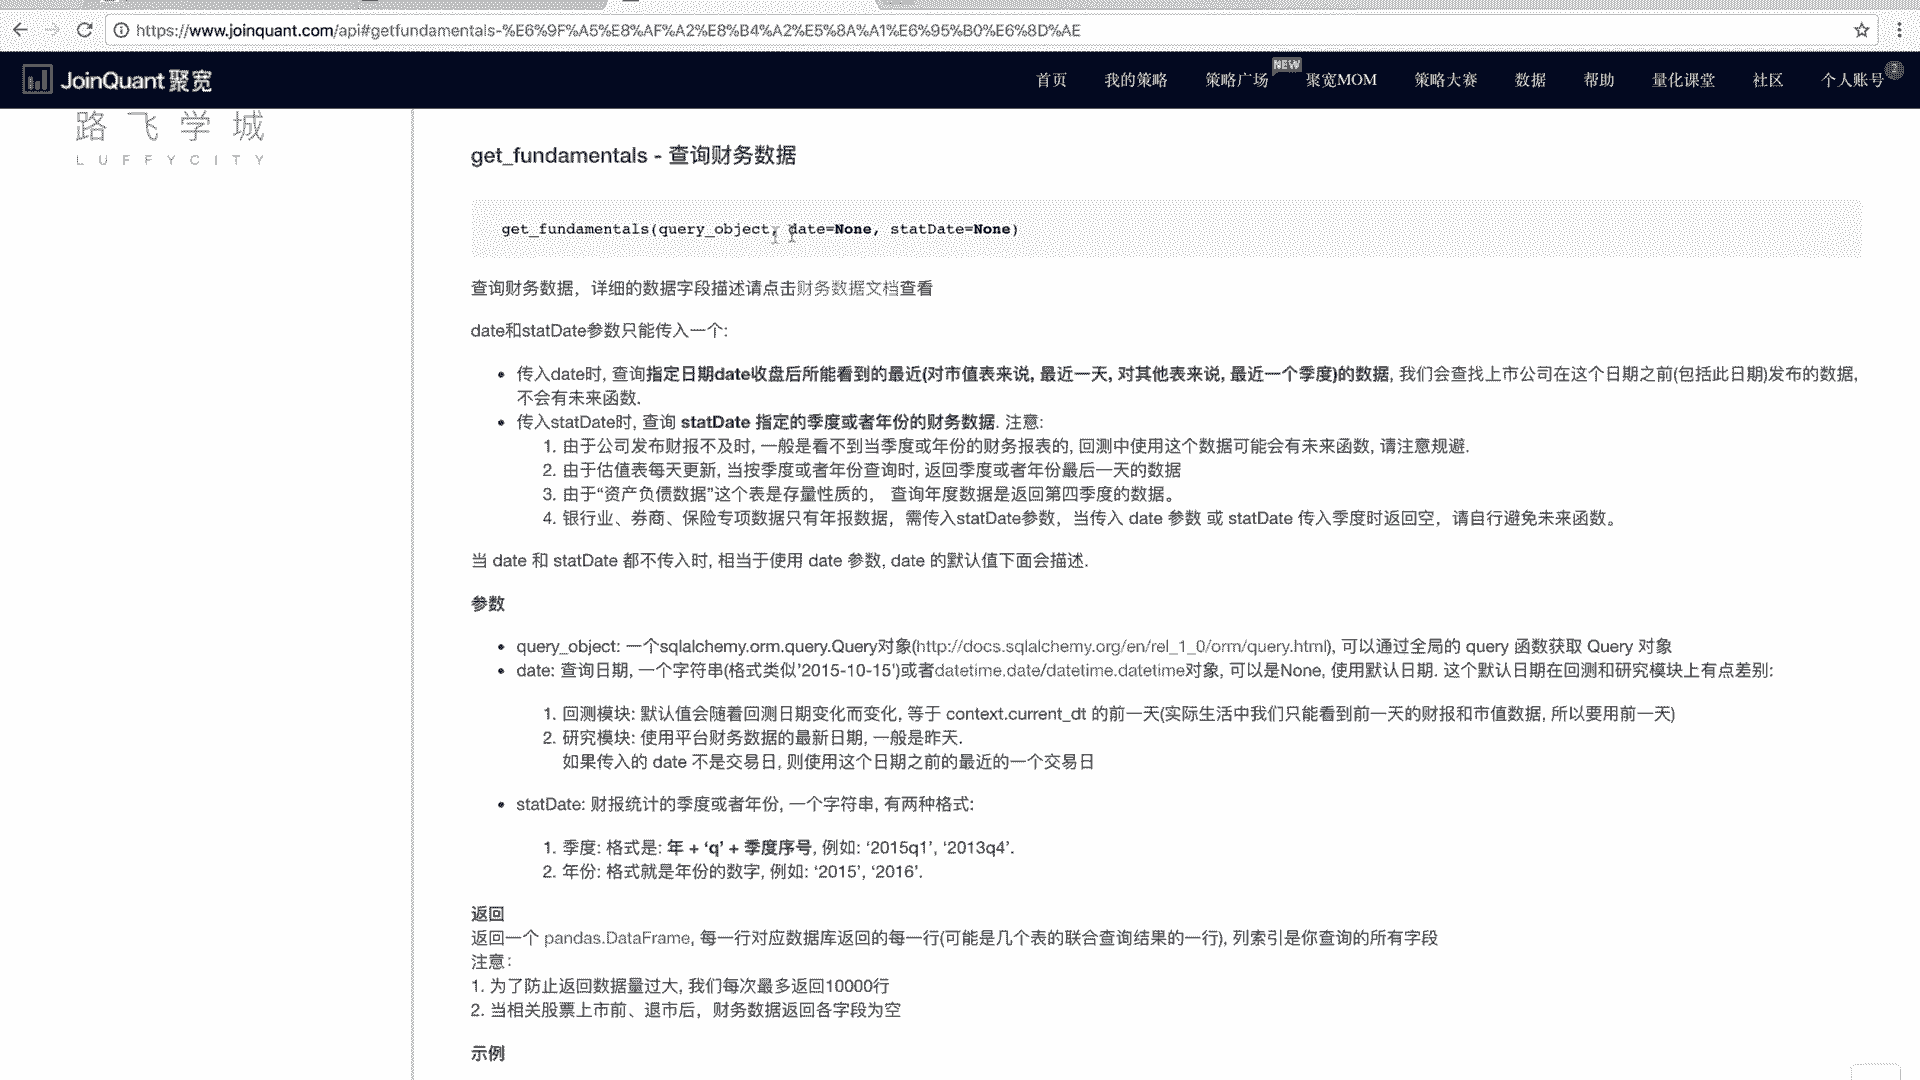 https://www.joinquant.com/api#getfundamentals-%E6%9F%A5%E8%AF%A2%E8%B4%A2%E5%8A%A1%E6%95%B0%E6%8D%AE
JoinQuant 聚宽
首页 我的策略 策略广场 NEW 聚宽MOM 策略大赛 数据 帮助 量化课堂 社区 个人账号 2
路飞学城
LUFFYCITY
get_fundamentals - 查询财务数据
get_fundamentals(query_object, date=None, statDate=None)
查询财务数据，详细的数据字段描述请点击财务数据文档查看
date和statDate参数只能传入一个:
• 传入date时, 查询指定日期date收盘后所能看到的最近(对市值表来说, 最近一天, 对其他表来说, 最近一个季度)的数据, 我们会查找上市公司在这个日期之前(包括此日期)发布的数据,
不会有未来函数.
• 传入statDate时, 查询 statDate 指定的季度或者年份的财务数据. 注意:
1. 由于公司发布财报不及时, 一般是看不到当季度或年份的财务报表的, 回测中使用这个数据可能会有未来函数, 请注意规避.
2. 由于估值表每天更新, 当按季度或者年份查询时, 返回季度或者年份最后一天的数据
3. 由于“资产负债数据”这个表是存量性质的， 查询年度数据是返回第四季度的数据。
4. 银行业、券商、保险专项数据只有年报数据，需传入statDate参数，当传入 date 参数 或 statDate 传入季度时返回空，请自行避免未来函数。
当 date 和 statDate 都不传入时, 相当于使用 date 参数, date 的默认值下面会描述.
参数
• query_object: 一个sqlalchemy.orm.query.Query对象(http://docs.sqlalchemy.org/en/rel_1_0/orm/query.html), 可以通过全局的 query 函数获取 Query 对象
• date: 查询日期, 一个字符串(格式类似'2015-10-15')或者datetime.date/datetime.datetime对象, 可以是None, 使用默认日期. 这个默认日期在回测和研究模块上有点差别:
1. 回测模块: 默认值会随着回测日期变化而变化, 等于 context.current_dt 的前一天(实际生活中我们只能看到前一天的财报和市值数据, 所以要用前一天)
2. 研究模块: 使用平台财务数据的最新日期, 一般是昨天.
如果传入的 date 不是交易日, 则使用这个日期之前的最近的一个交易日
• statDate: 财报统计的季度或者年份, 一个字符串, 有两种格式:
1. 季度: 格式是: 年 + ‘q’ + 季度序号, 例如: ‘2015q1’, ‘2013q4’.
2. 年份: 格式就是年份的数字, 例如: ‘2015’, ‘2016’.
返回
返回一个 pandas.DataFrame, 每一行对应数据库返回的每一行(可能是几个表的联合查询结果的一行), 列索引是你查询的所有字段
注意：
1. 为了防止返回数据量过大, 我们每次最多返回10000行
2. 当相关股票上市前、退市后，财务数据返回各字段为空
示例